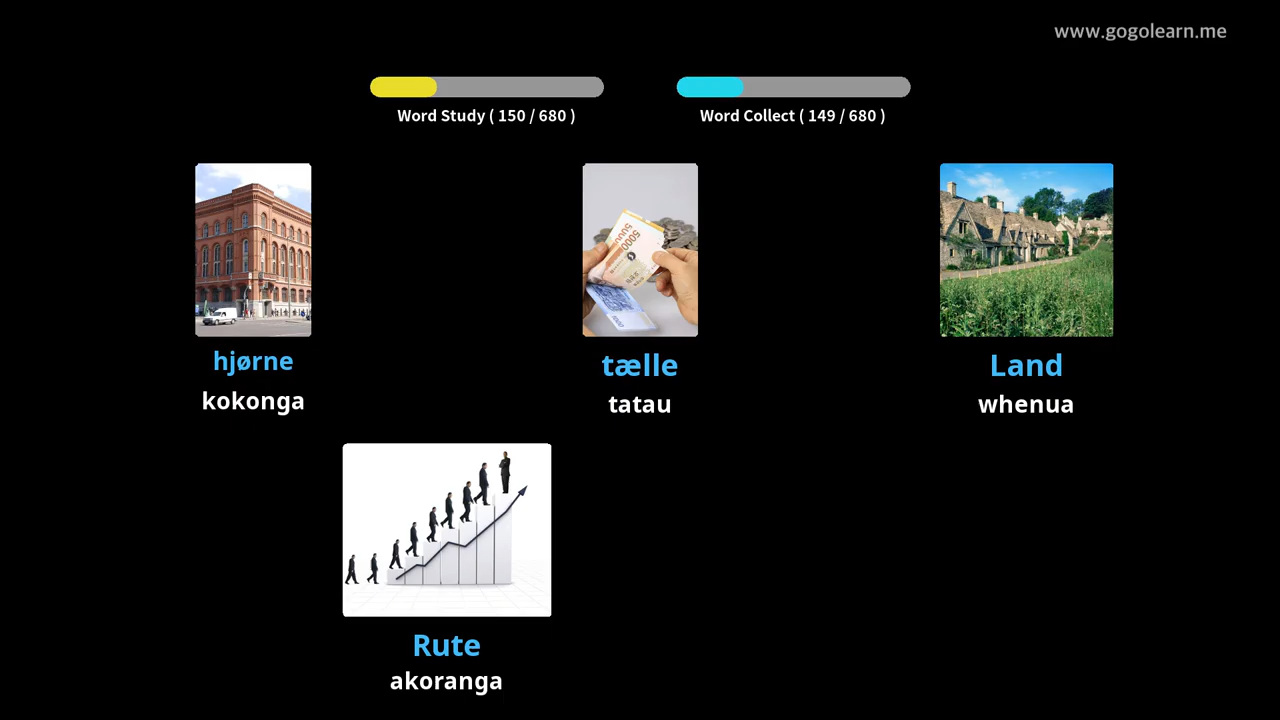 www.gogolearn.me
Word Study ( 150 / 680 )
Word Collect ( 149 / 680 )
hjørne
kokonga
tælle
tatau
Land
whenua
5000
Rute
akoranga